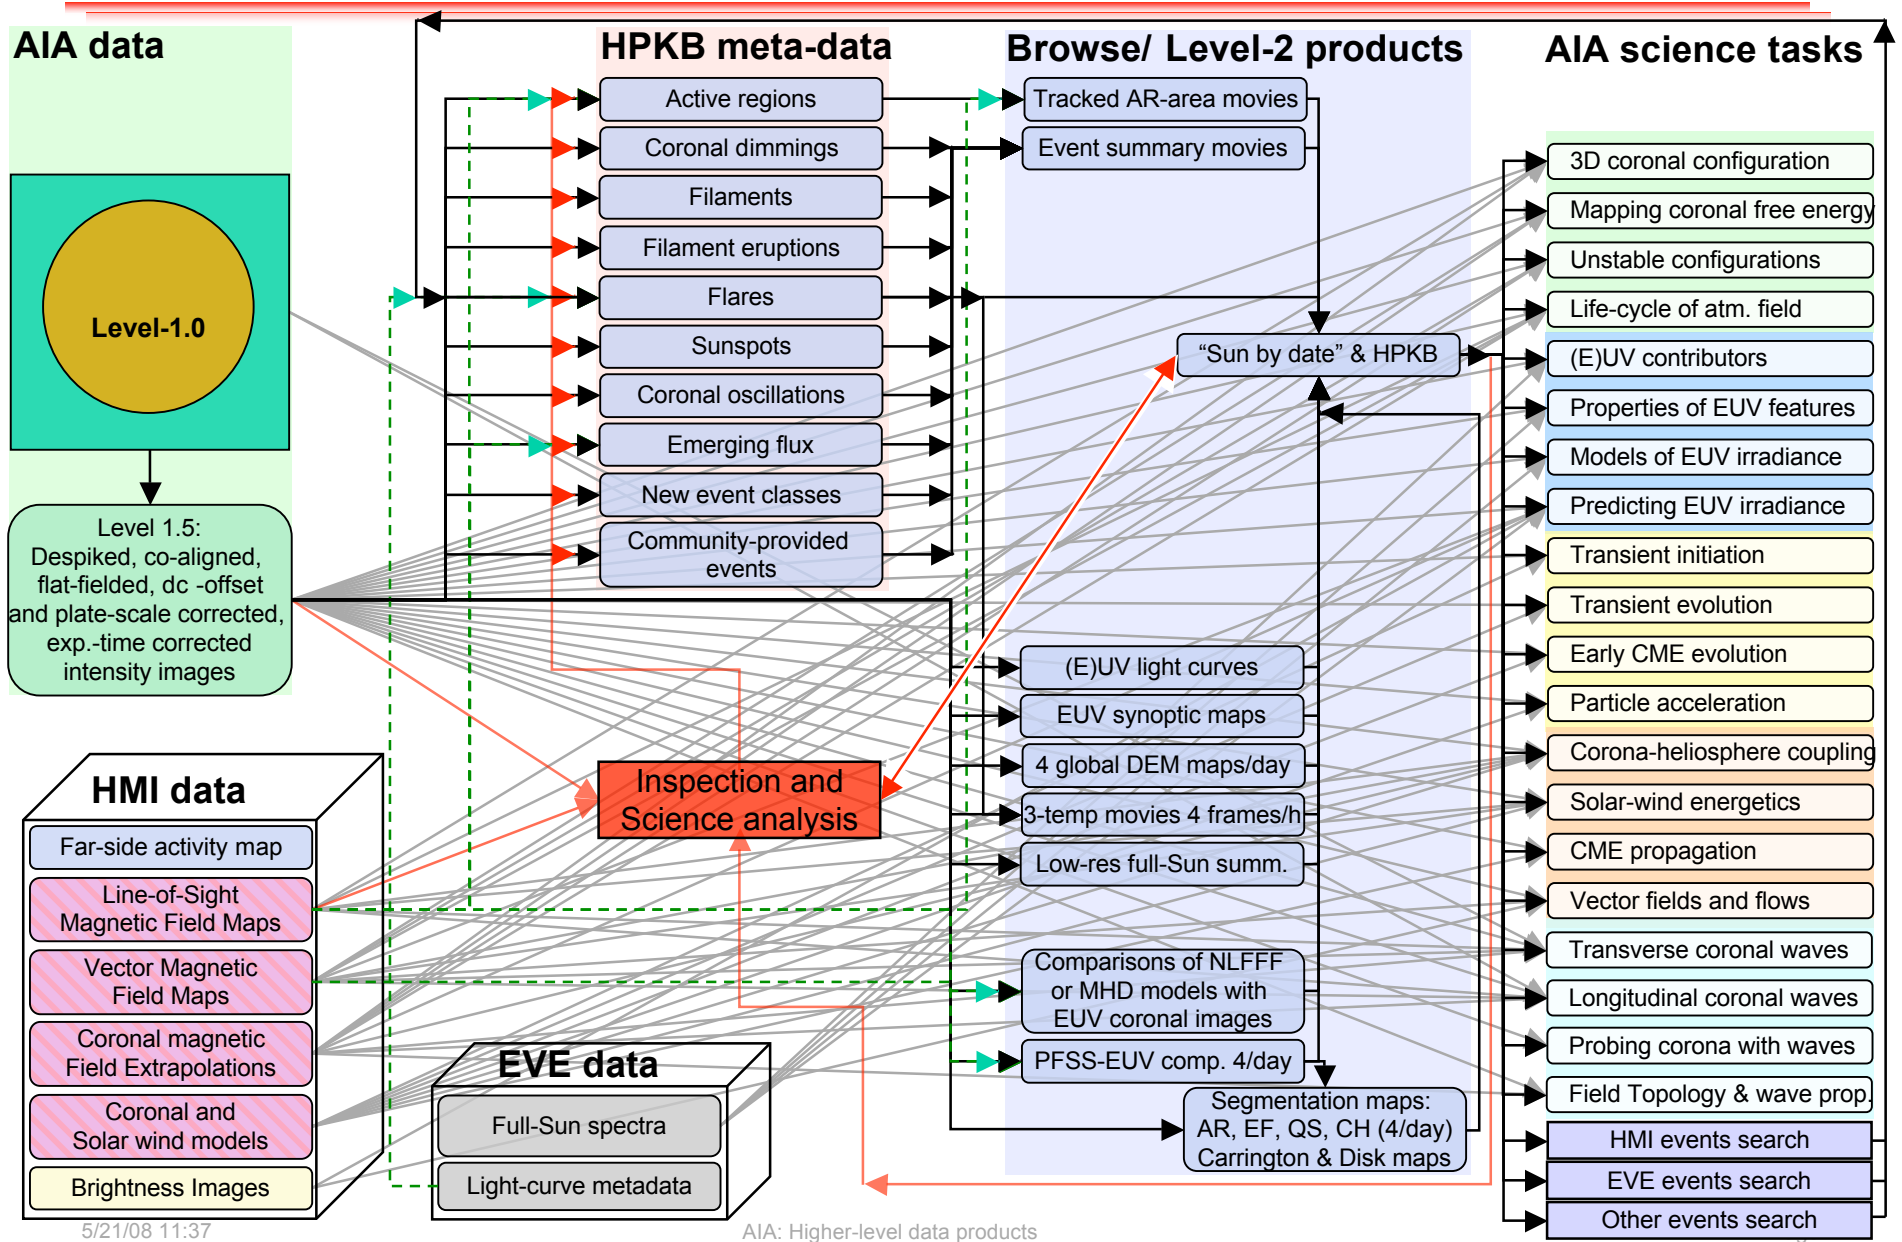 AIA data
HPKB meta-data
Browse/ Level-2 products
AIA science tasks
Level-1.0
Level 1.5:
Despiked, co-aligned,
flat-fielded, dc -offset
and plate-scale corrected,
exp.-time corrected
intensity images
HMI data
Far-side activity map
Line-of-Sight
Magnetic Field Maps
Vector Magnetic
Field Maps
Coronal magnetic
Field Extrapolations
Coronal and
Solar wind models
Brightness Images
Active regions
Coronal dimmings
Filaments
Filament eruptions
Flares
Sunspots
Coronal oscillations
Emerging flux
New event classes
Community-provided
events
Inspection and
Science analysis
EVE data
Full-Sun spectra
Light-curve metadata
Tracked AR-area movies
Event summary movies
“Sun by date” & HPKB
(E)UV light curves
EUV synoptic maps
4 global DEM maps/day
3-temp movies 4 frames/h
Low-res full-Sun summ.
Comparisons of NLFFF
or MHD models with
EUV coronal images
PFSS-EUV comp. 4/day
Segmentation maps:
AR, EF, QS, CH (4/day)
Carrington & Disk maps
3D coronal configuration
Mapping coronal free energy
Unstable configurations
Life-cycle of atm. field
(E)UV contributors
Properties of EUV features
Models of EUV irradiance
Predicting EUV irradiance
Transient initiation
Transient evolution
Early CME evolution
Particle acceleration
Corona-heliosphere coupling
Solar-wind energetics
CME propagation
Vector fields and flows
Transverse coronal waves
Longitudinal coronal waves
Probing corona with waves
Field Topology & wave prop.
HMI events search
EVE events search
Other events search
5/21/08 11:37
AIA: Higher-level data products